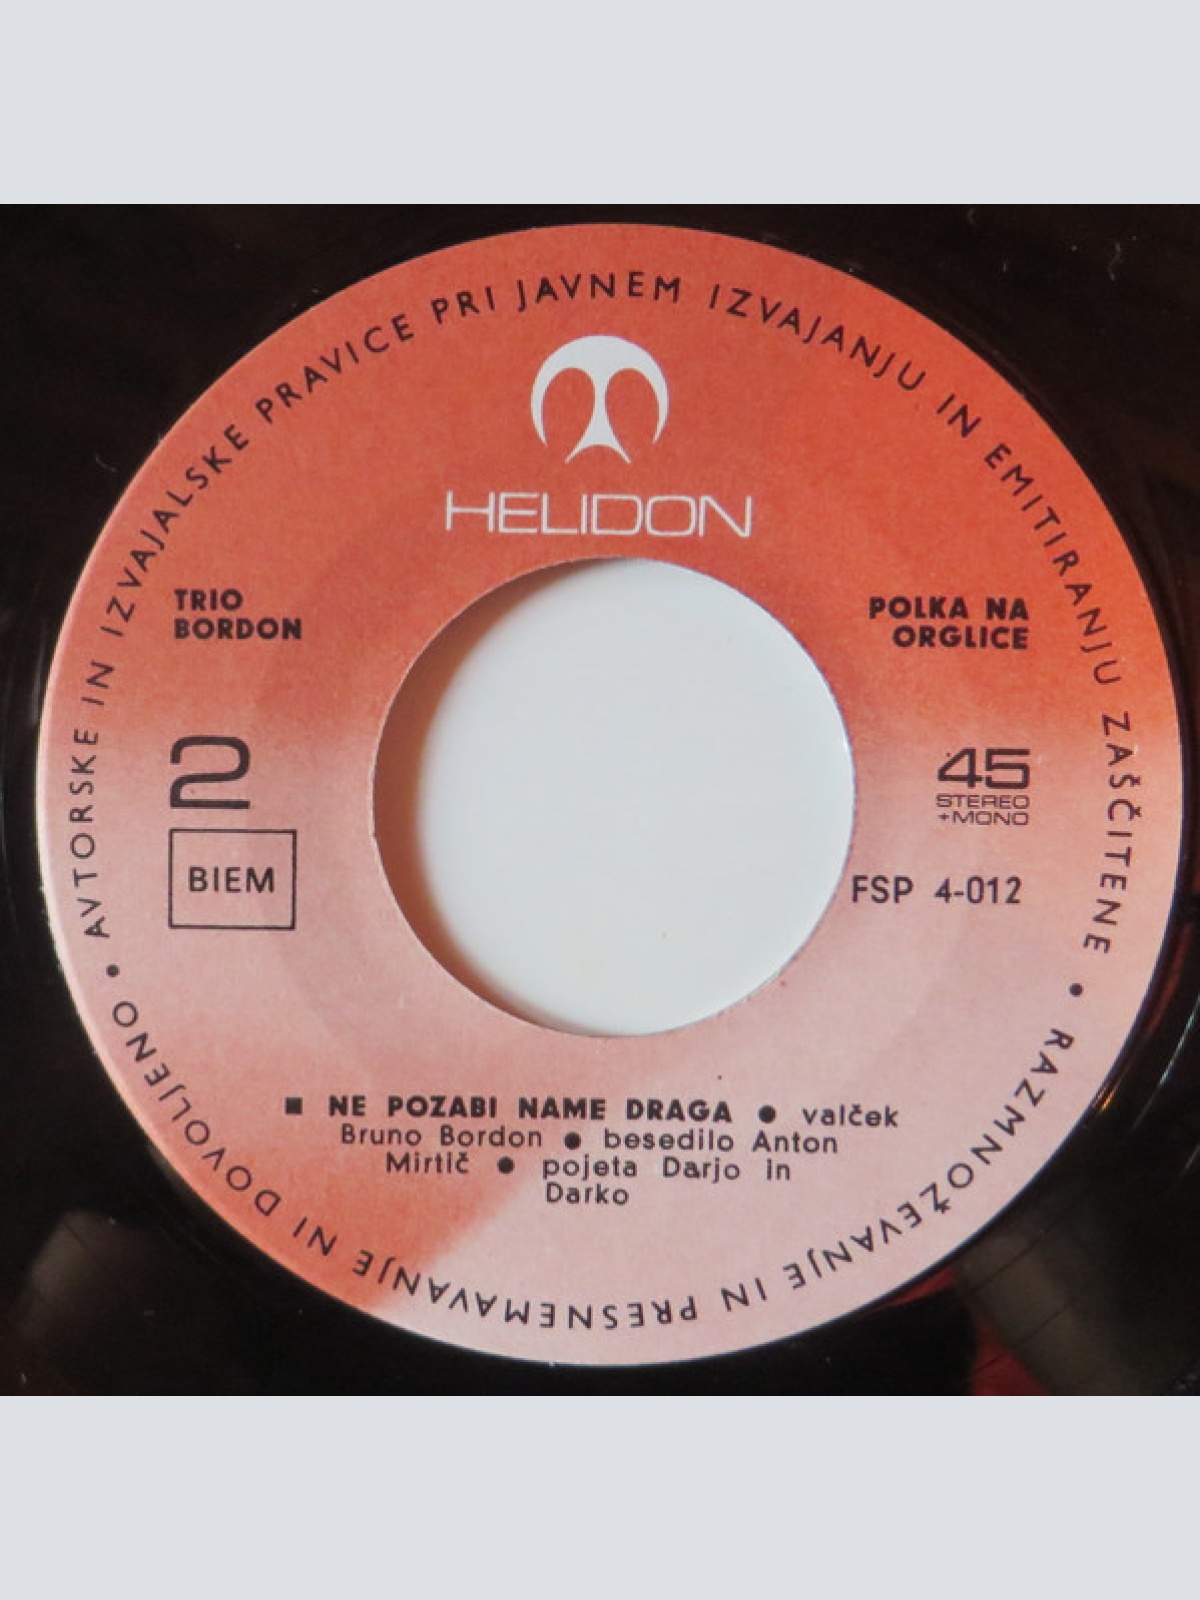 AVTORSKE IN IZVAJALSKE PRAVICE PRI JAVNEM IZVAJANJU IN EMITIRANJU ZAŠČITENE • RAZMNOŽEVANJE IN PRESNEMAVANJE NI DOVOLJENO •
HELIDON
TRIO
BORDON
POLKA NA
ORGLICE
2
BIEM
45
STEREO
+MONO
FSP 4-012
■ NE POZABI NAME DRAGA ● valček
Bruno Bordon ● besedilo Anton
Mirtič ● pojeta Darjo in
Darko